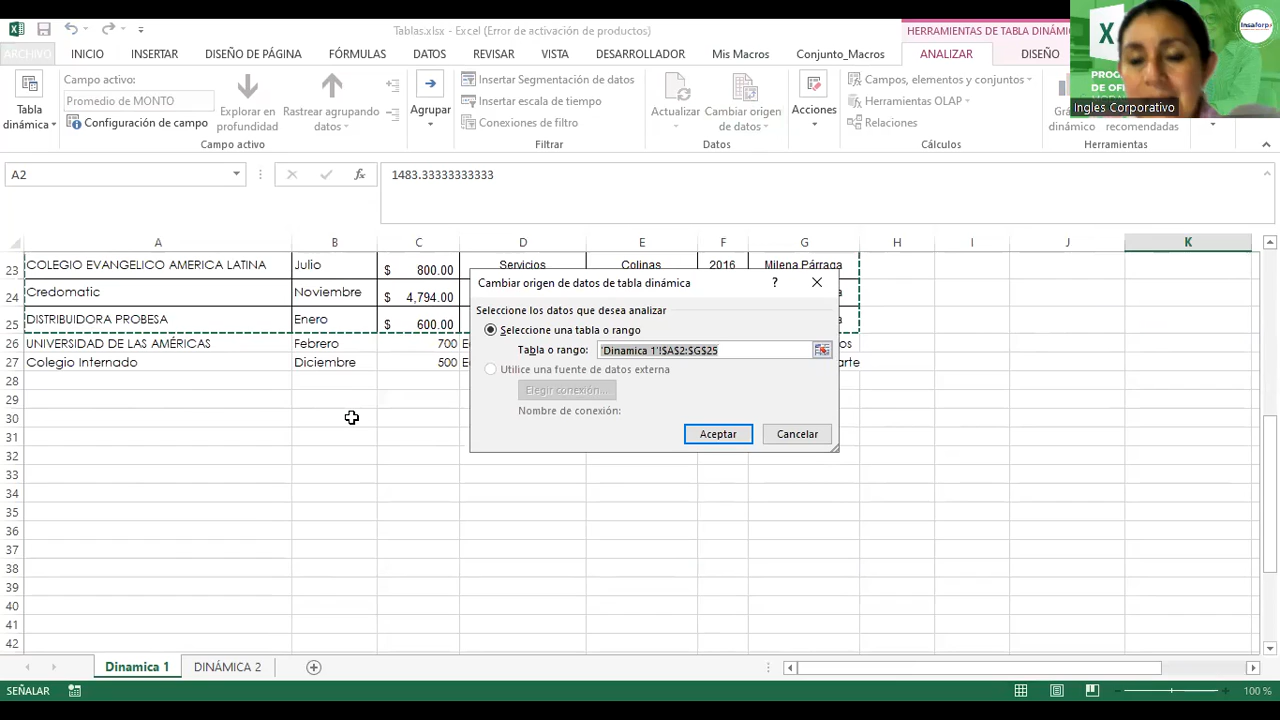 Tablas.xlsx - Excel (Error de activación de productos)
HERRAMIENTAS DE TABLA DINÁMI
ARCHIVO INICIO INSERTAR DISEÑO DE PÁGINA FÓRMULAS DATOS REVISAR VISTA DESARROLLADOR Mis Macros Conjunto_Macros ANALIZAR DISEÑO
Insaforp
PROG
DE OFI
Ingles Corporativo
Tabla dinámica
Campo activo:
Promedio de MONTO
Configuración de campo
Explorar en profundidad
Rastrear agrupando datos
Campo activo
Agrupar
Insertar Segmentación de datos
Insertar escala de tiempo
Conexiones de filtro
Filtrar
Actualizar
Cambiar origen de datos
Datos
Acciones
Campos, elementos y conjuntos
Herramientas OLAP
Relaciones
Cálculos
dinámico
recomendadas
Herramientas
A2
fx
1483.33333333333
A B C D E F G H I J K
23 COLEGIO EVANGELICO AMERICA LATINA Julio $ 800.00 Servicios Colinas 2016 Milena Párraga
24 Credomatic Noviembre $ 4,794.00
25 DISTRIBUIDORA PROBESA Enero $ 600.00
26 UNIVERSIDAD DE LAS AMÉRICAS Febrero 700
27 Colegio Internado Diciembre 500
28
29
30
31
32
33
34
35
36
37
38
39
40
41
42
Cambiar origen de datos de tabla dinámica ?
Seleccione los datos que desea analizar
Seleccione una tabla o rango
Tabla o rango: 'Dinamica 1'!$A$2:$G$25
Utilice una fuente de datos externa
Elegir conexión...
Nombre de conexión:
Aceptar Cancelar
Dinamica 1 DINÁMICA 2
SEÑALAR
100 %